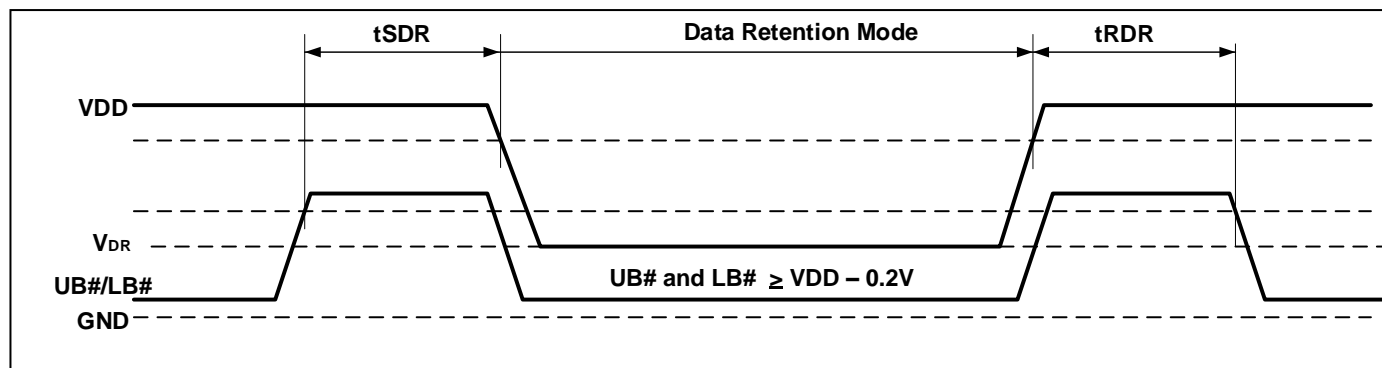 tSDR
Data Retention Mode
tRDR
VDD
VDR
UB#/LB#
UB# and LB# ≥ VDD – 0.2V
GND